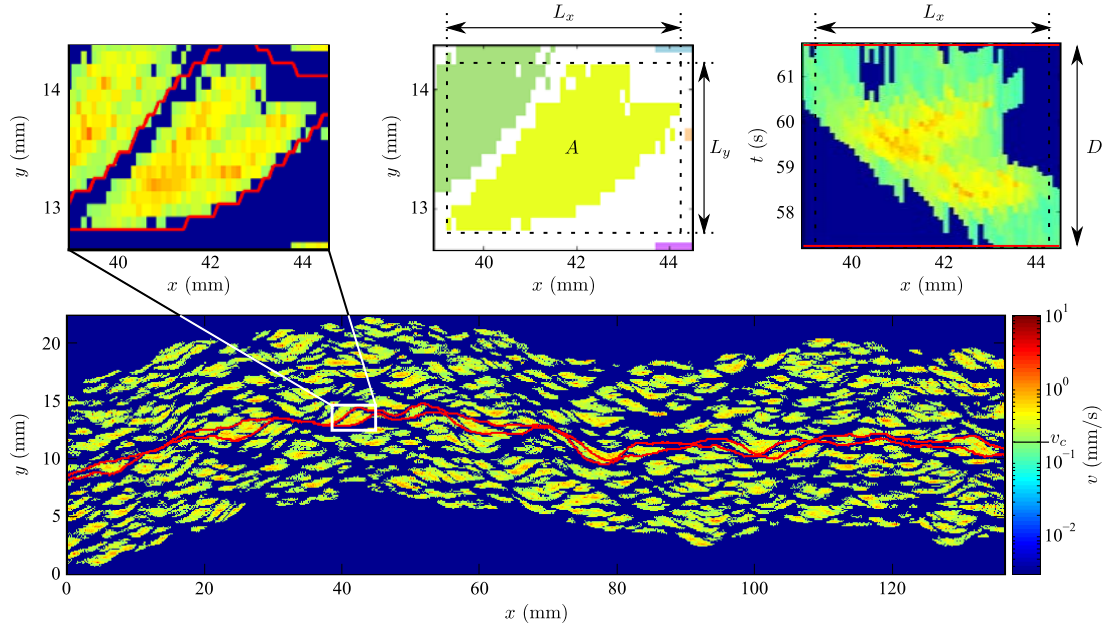 L_x
L_x
14
13
y (mm)
40 42 44
x (mm)
14
13
y (mm)
A
L_y
40 42 44
x (mm)
61
60
59
58
t (s)
D
40 42 44
x (mm)
20
15
10
5
0
y (mm)
0 20 40 60 80 100 120
x (mm)
10^1
10^0
v_c
10^-1
10^-2
v (mm/s)